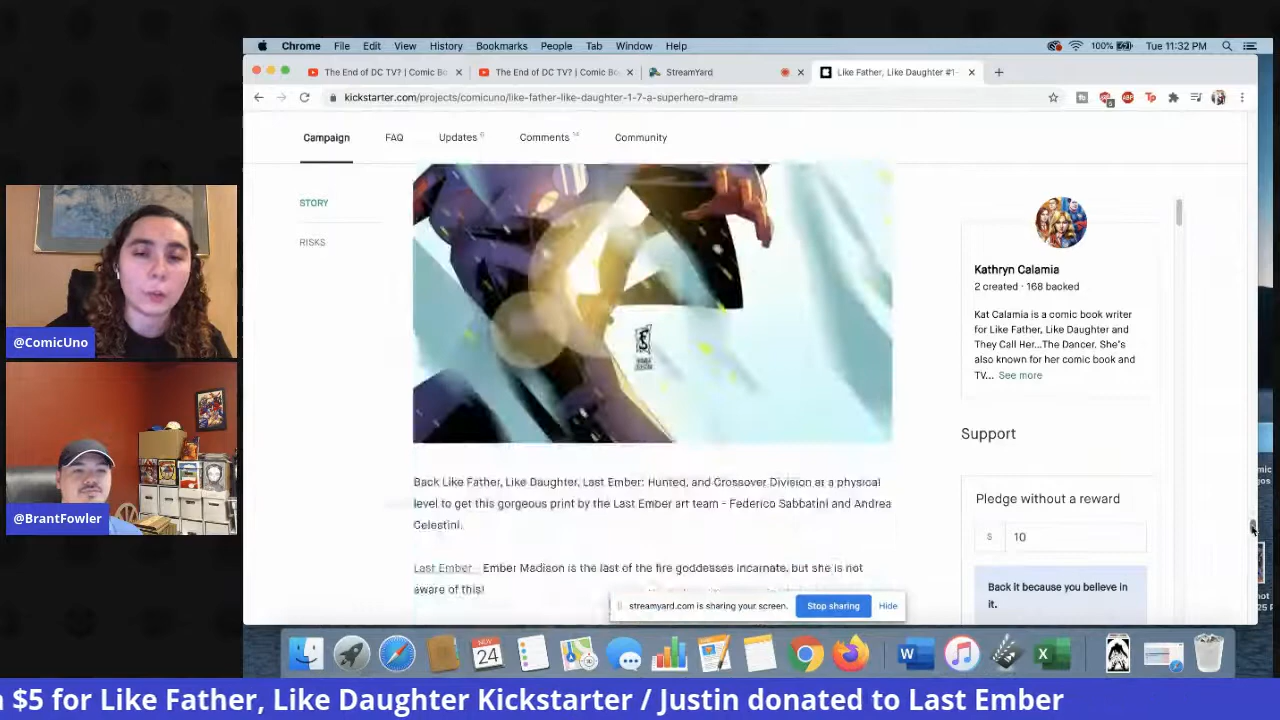 Chrome File Edit View History Bookmarks People Tab Window Help
100% Tue 11:32 PM
The End of DC TV? | Comic Bo
The End of DC TV? | Comic Bo
StreamYard
Like Father, Like Daughter #1-
kickstarter.com/projects/comicuno/like-father-like-daughter-1-7-a-superhero-drama
Campaign
FAQ
Updates 6
Comments 14
Community
STORY
RISKS
Kathryn Calamia
2 created · 168 backed
Kat Calamia is a comic book writer
for Like Father, Like Daughter and
They Call Her...The Dancer. She's
also known for her comic book and
TV... See more
Support
Pledge without a reward
$ 10
Back it because you believe in
it.
Back Like Father, Like Daughter, Last Ember: Hunted, and Crossover Division at a physical
level to get this gorgeous print by the Last Ember art team - Federico Sabbatini and Andrea
Celestini.
Last Ember - Ember Madison is the last of the fire goddesses incarnate, but she is not
aware of this!
streamyard.com is sharing your screen.
Stop sharing
Hide
@ComicUno
@BrantFowler
NOV
24
$5 for Like Father, Like Daughter Kickstarter / Justin donated to Last Ember